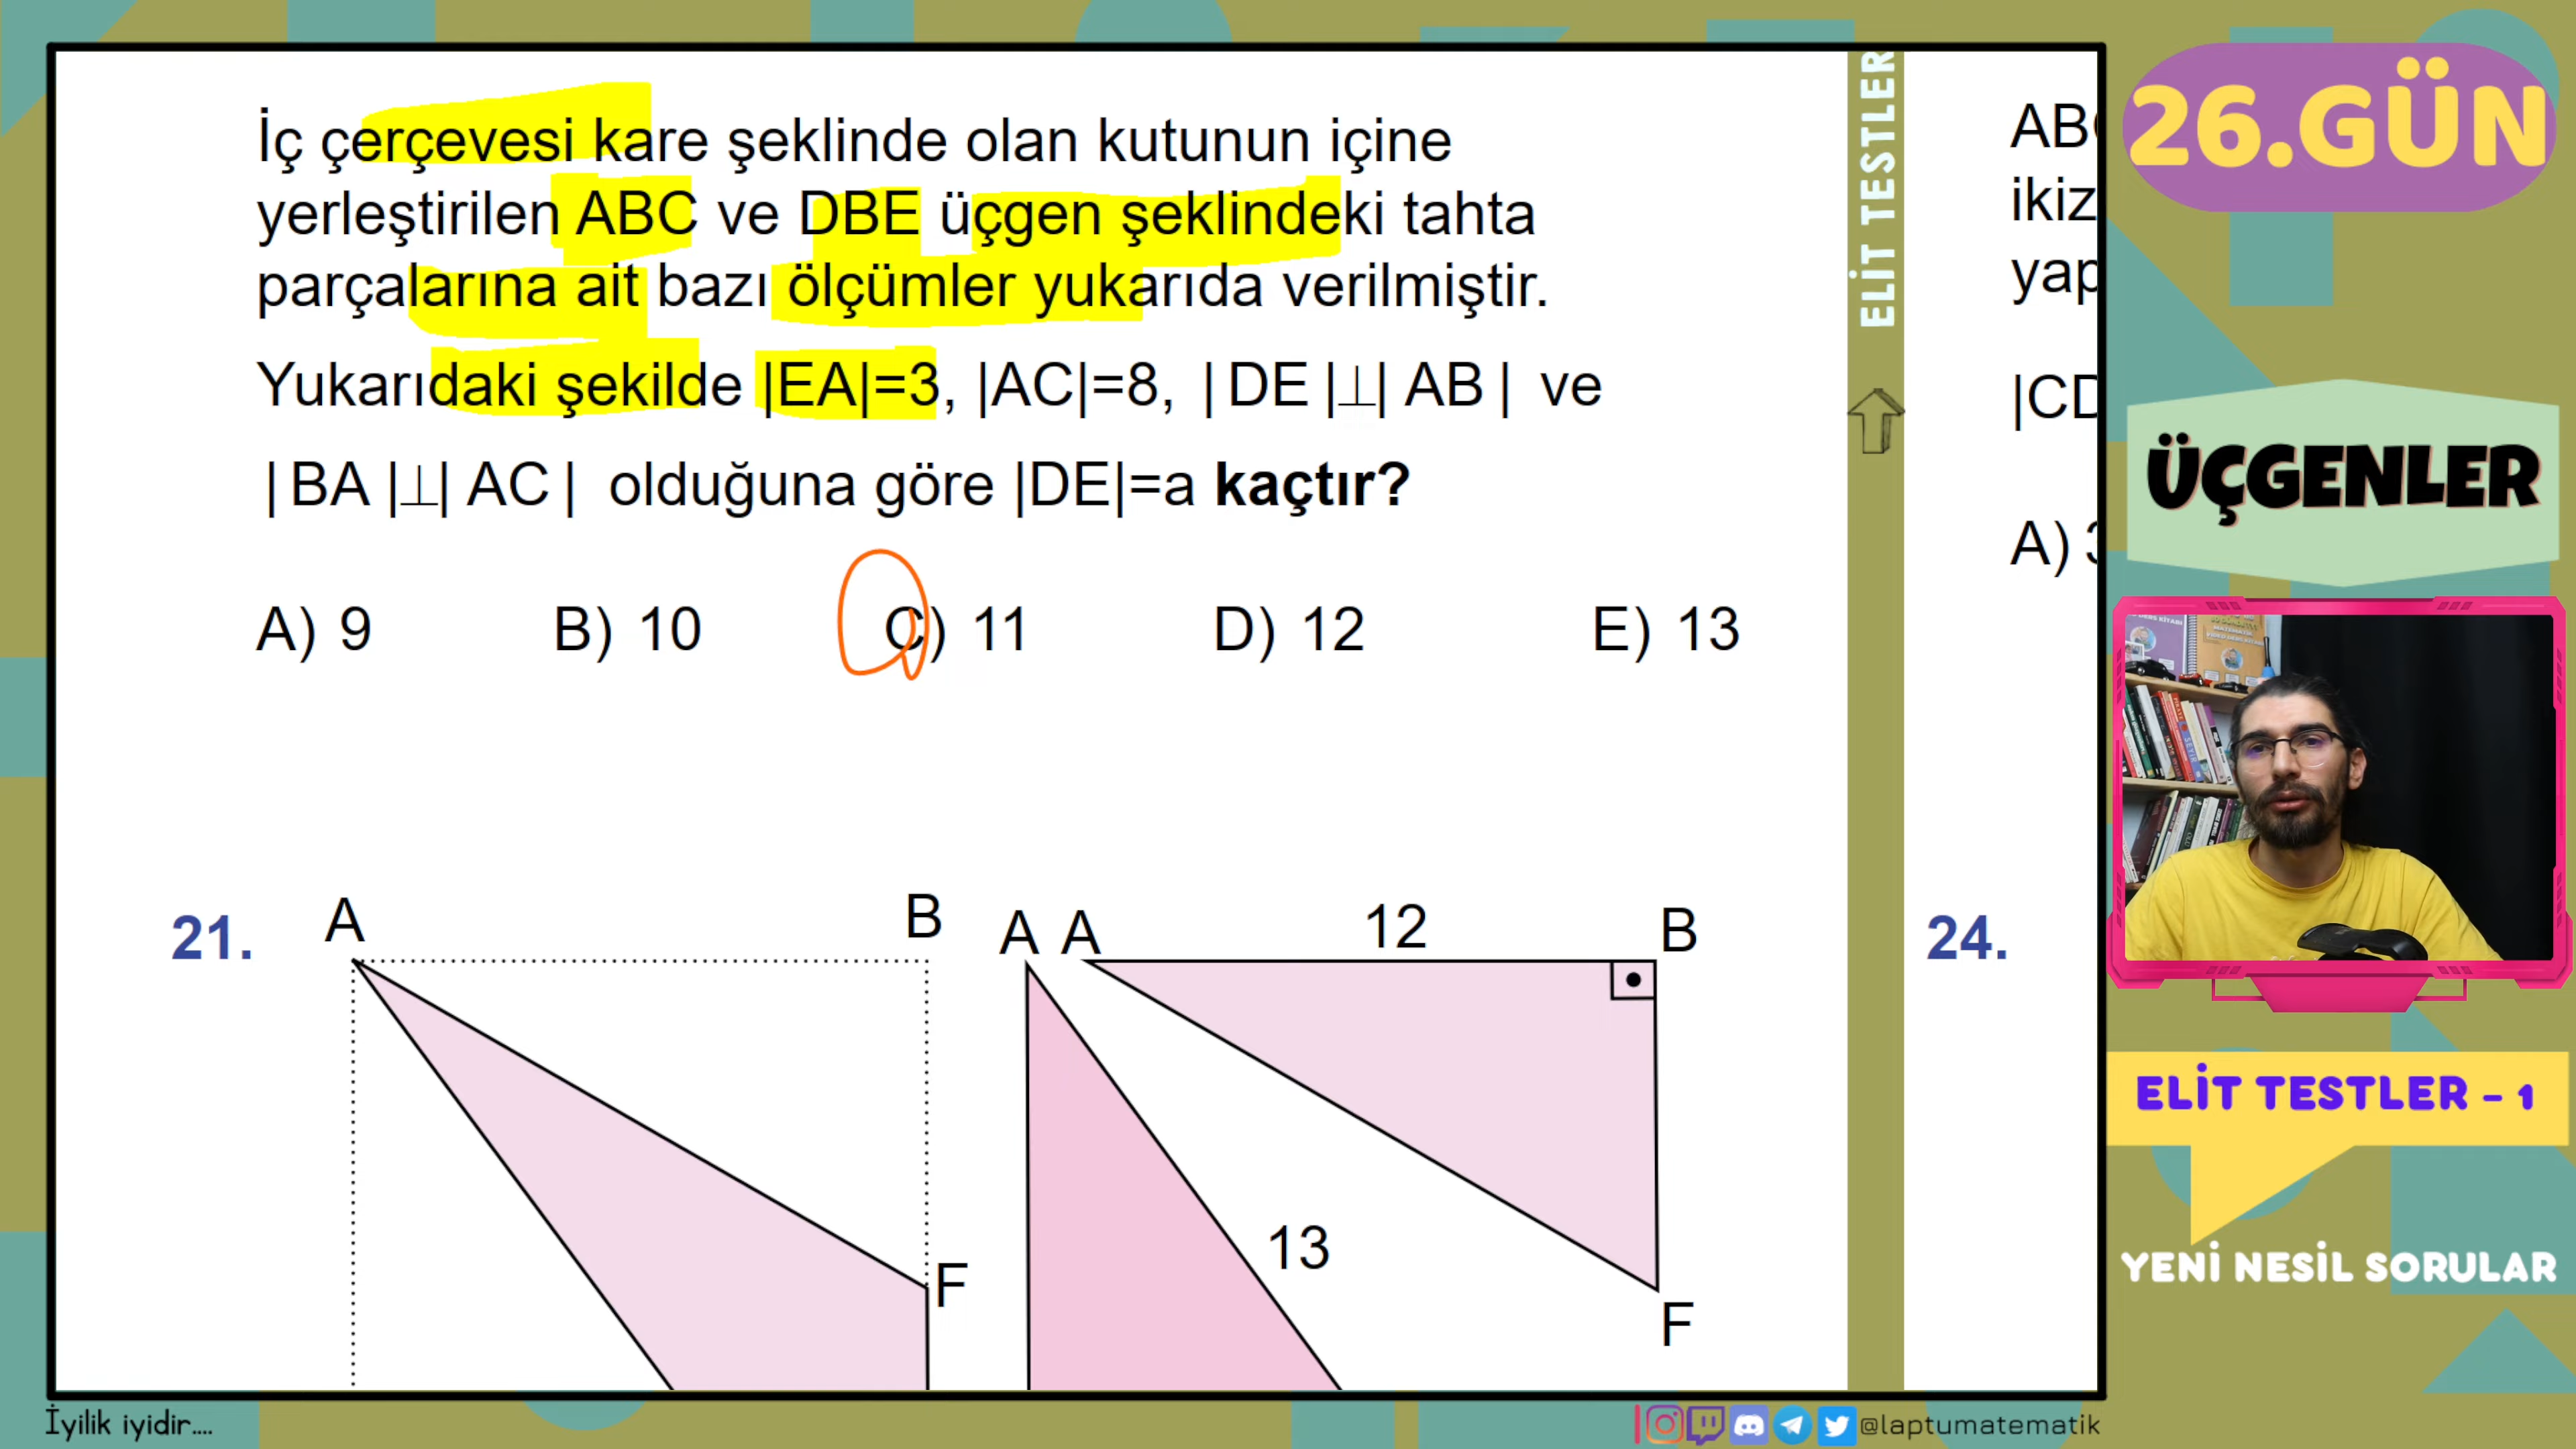 İç çerçevesi kare şeklinde olan kutunun içine
yerleştirilen ABC ve DBE üçgen şeklindeki tahta
parçalarına ait bazı ölçümler yukarıda verilmiştir.
Yukarıdaki şekilde |EA|=3, |AC|=8, |DE|⊥|AB| ve
|BA|⊥|AC| olduğuna göre |DE|=a kaçtır?
A) 9 B) 10 C) 11 D) 12 E) 13
21.
A B
F
A A 12 B
13
F
ELİT TESTLER
ikiz
|CD
A)
24.
26.GÜN
ÜÇGENLER
ELİT TESTLER - 1
YENİ NESİL SORULAR
İyilik iyidir....
@laptumatematik